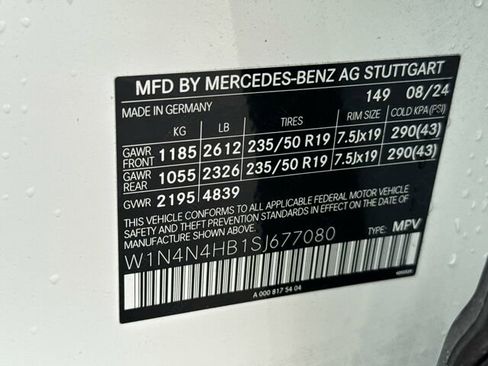 MFD BY MERCEDES-BENZ AG STUTTGART
MADE IN GERMANY 149 08/24
KG LB TIRES RIM SIZE COLD KPA(PSI)
GAWR FRONT 1185 2612 235/50 R19 7.5Jx19 290(43)
GAWR REAR 1055 2326 235/50 R19 7.5Jx19 290(43)
GVWR 2195 4839
THIS VEHICLE CONFORMS TO ALL APPLICABLE FEDERAL MOTOR VEHICLE
SAFETY AND THEFT PREVENTION STANDARDS IN EFFECT ON THE DATE OF
MANUFACTURE SHOWN ABOVE.
W1N4N4HB1SJ677080 TYPE: MPV
A 000 817 54 04